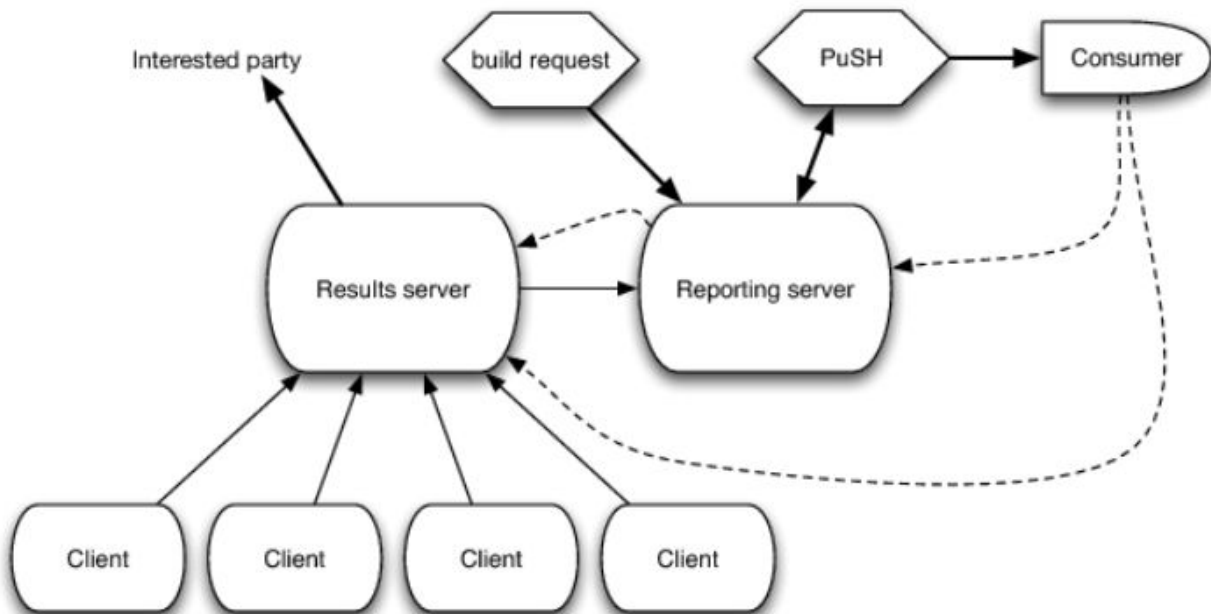 Interested party
build request
PuSH
Consumer
Results server
Reporting server
Client
Client
Client
Client